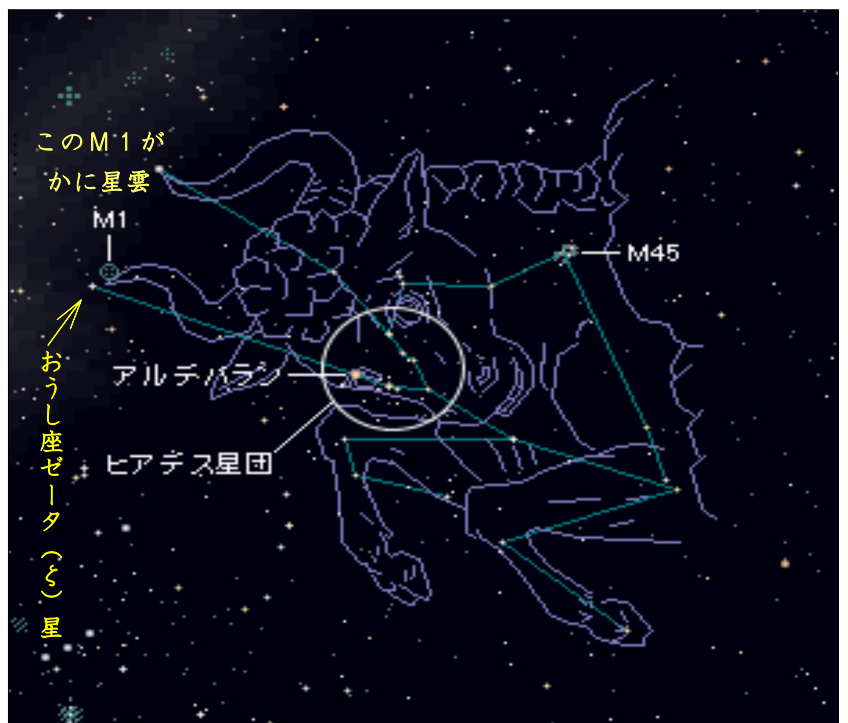 このM1が
かに星雲
M1
M45
アルデバラン
ヒアデス星団
おうし座ゼータ（ξ）星